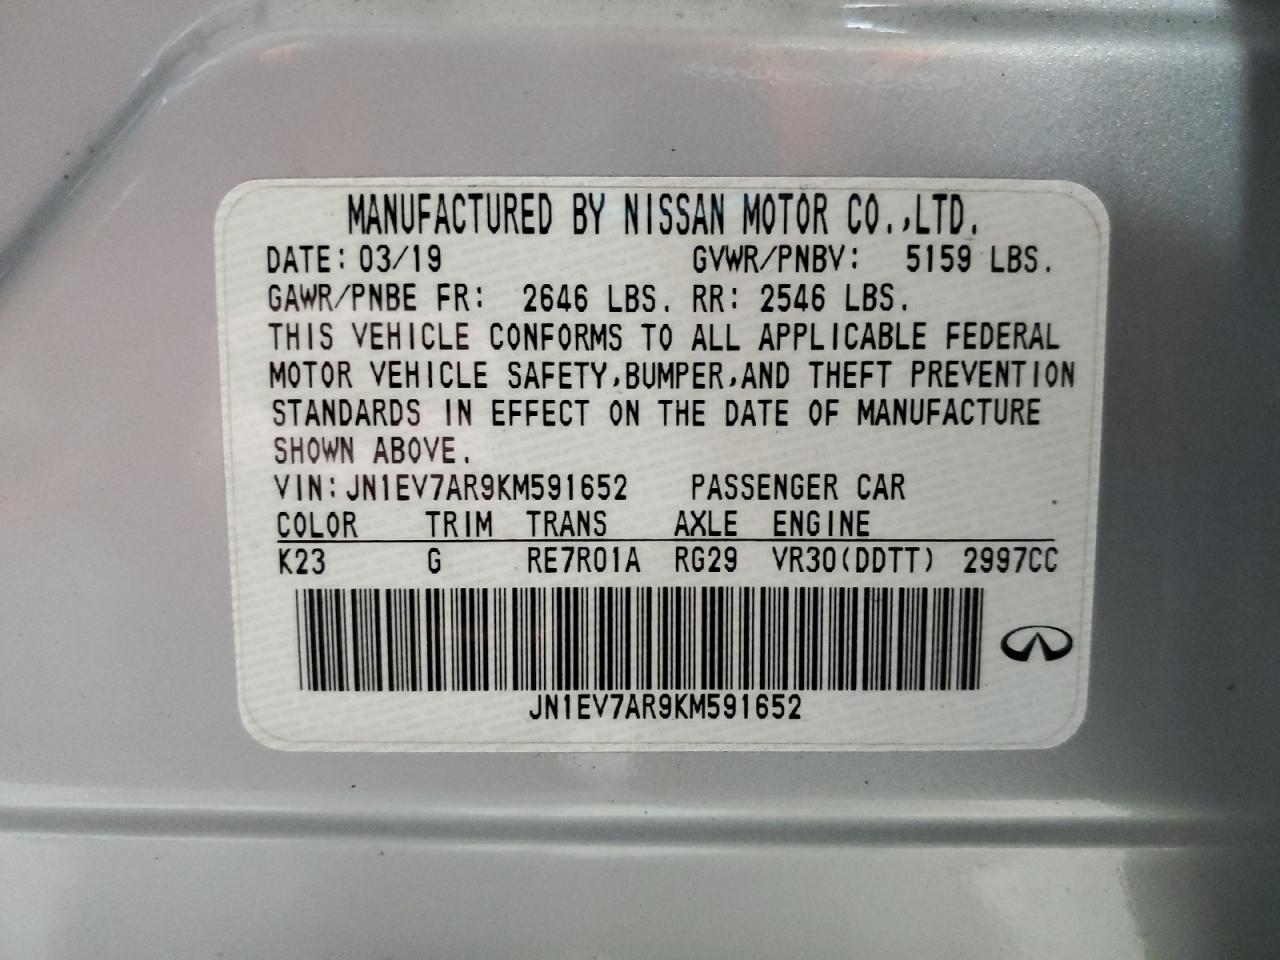 MANUFACTURED BY NISSAN MOTOR CO.,LTD.
DATE: 03/19 GVWR/PNBV: 5159 LBS.
GAWR/PNBE FR: 2646 LBS. RR: 2546 LBS.
THIS VEHICLE CONFORMS TO ALL APPLICABLE FEDERAL
MOTOR VEHICLE SAFETY,BUMPER,AND THEFT PREVENTION
STANDARDS IN EFFECT ON THE DATE OF MANUFACTURE
SHOWN ABOVE.
VIN: JN1EV7AR9KM591652 PASSENGER CAR
COLOR TRIM TRANS AXLE ENGINE
K23 G RE7R01A RG29 VR30(DDTT) 2997CC
JN1EV7AR9KM591652